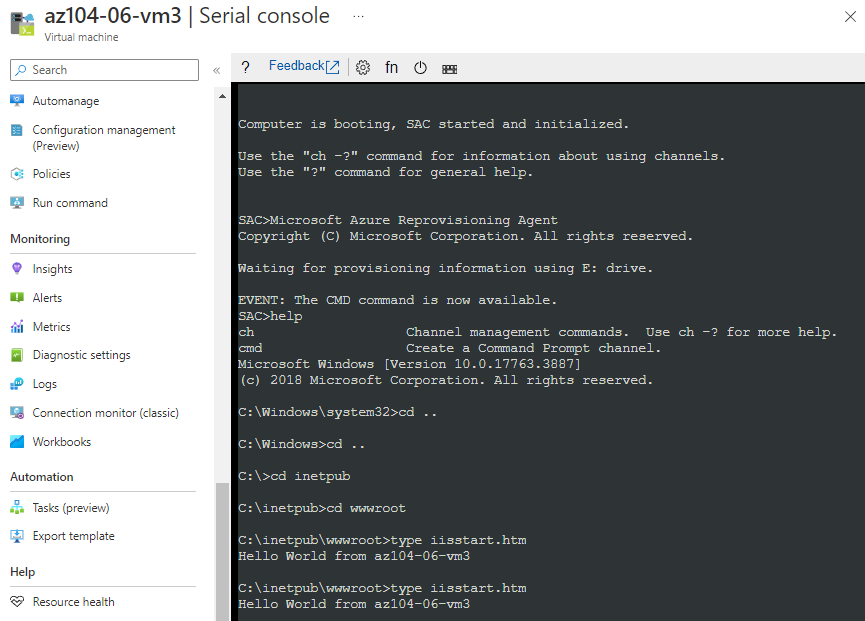 az104-06-vm3 | Serial console ...
Virtual machine
Search
«
Automanage
Configuration management
(Preview)
Policies
Run command
Monitoring
Insights
Alerts
Metrics
Diagnostic settings
Logs
Connection monitor (classic)
Workbooks
Automation
Tasks (preview)
Export template
Help
Resource health
? Feedback fn
Computer is booting, SAC started and initialized.
Use the "ch -?" command for information about using channels.
Use the "?" command for general help.
SAC>Microsoft Azure Reprovisioning Agent
Copyright (C) Microsoft Corporation. All rights reserved.
Waiting for provisioning information using E: drive.
EVENT: The CMD command is now available.
SAC>help
ch Channel management commands. Use ch -? for more help.
cmd Create a Command Prompt channel.
Microsoft Windows [Version 10.0.17763.3887]
(c) 2018 Microsoft Corporation. All rights reserved.
C:\Windows\system32>cd ..
C:\Windows>cd ..
C:\>cd inetpub
C:\inetpub>cd wwwroot
C:\inetpub\wwwroot>type iisstart.htm
Hello World from az104-06-vm3
C:\inetpub\wwwroot>type iisstart.htm
Hello World from az104-06-vm3